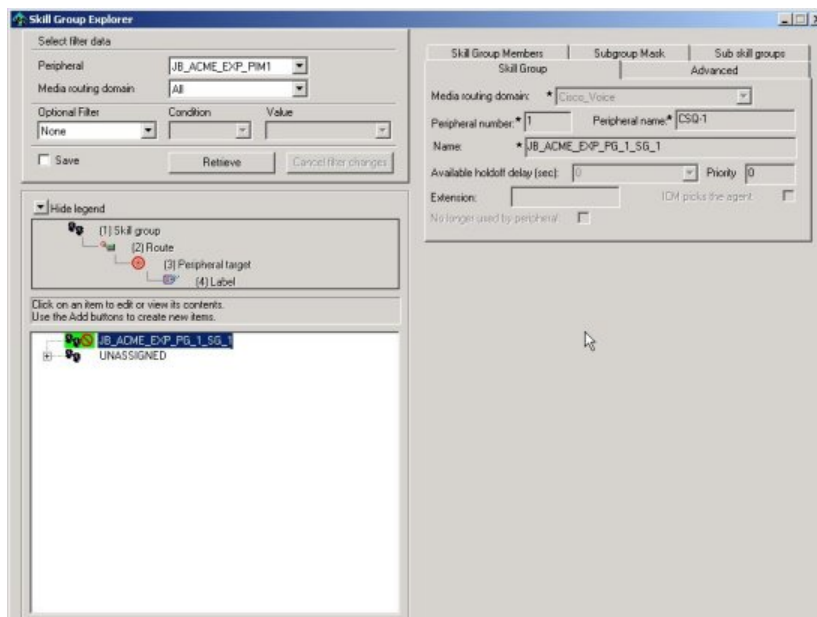 Skill Group Explorer
Select filter data
Peripheral JB_ACME_EXP_PIM1
Media routing domain All
Optional Filter Condition Value
None
Save Retrieve Cancel filter changes
Hide legend
(1) Skill group
(2) Route
(3) Peripheral target
(4) Label
Click on an item to edit or view its contents.
Use the Add buttons to create new items.
JB_ACME_EXP_PG_1_SG_1
UNASSIGNED
Skill Group Members Subgroup Mask Sub skill groups
Skill Group Advanced
Media routing domain: * Cisco_Voice
Peripheral number:* 1 Peripheral name:* CSQ-1
Name: * JB_ACME_EXP_PG_1_SG_1
Available holdoff delay (sec): 0 Priority 0
Extension: ICM picks the agent
No longer used by peripheral: